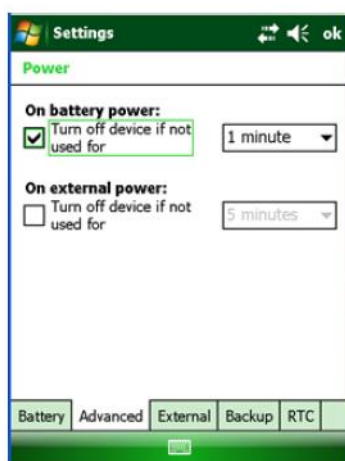 Settings ok
Power
On battery power:
Turn off device if not
used for
1 minute
On external power:
Turn off device if not
used for
5 minutes
Battery Advanced External Backup RTC